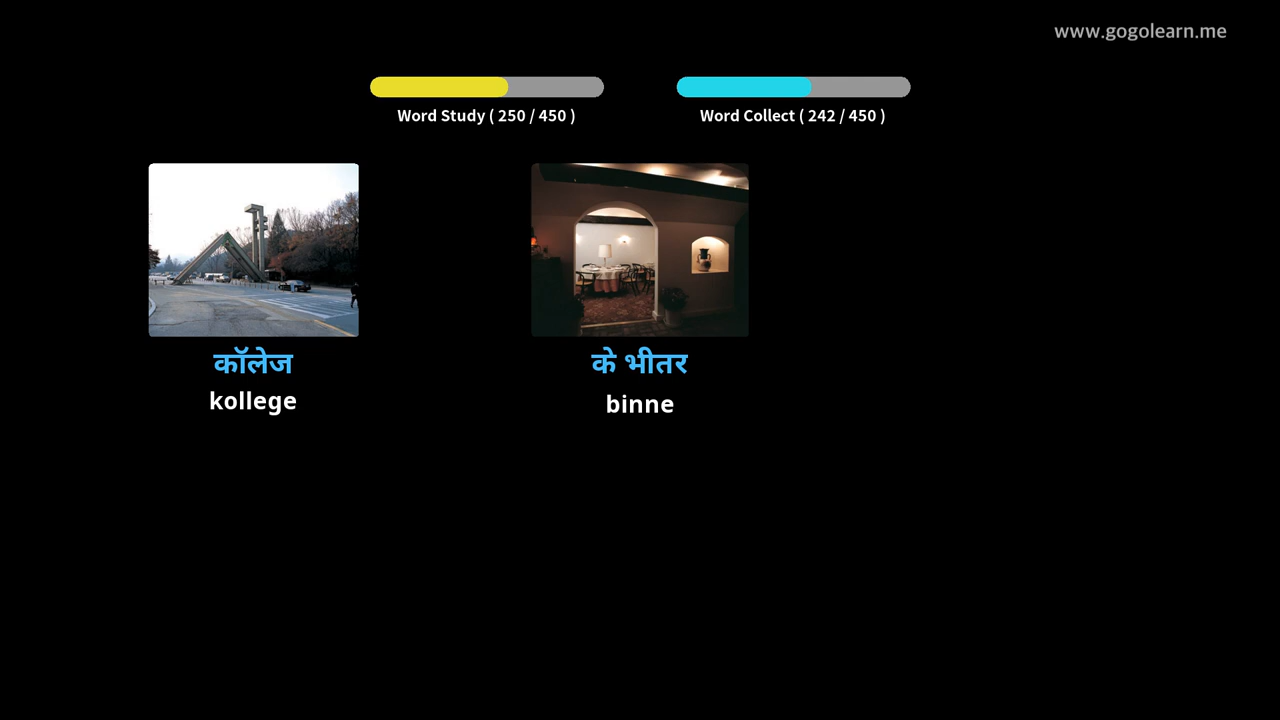 www.gogolearn.me
Word Study ( 250 / 450 )
Word Collect ( 242 / 450 )
कॉलेज
kollege
के भीतर
binne